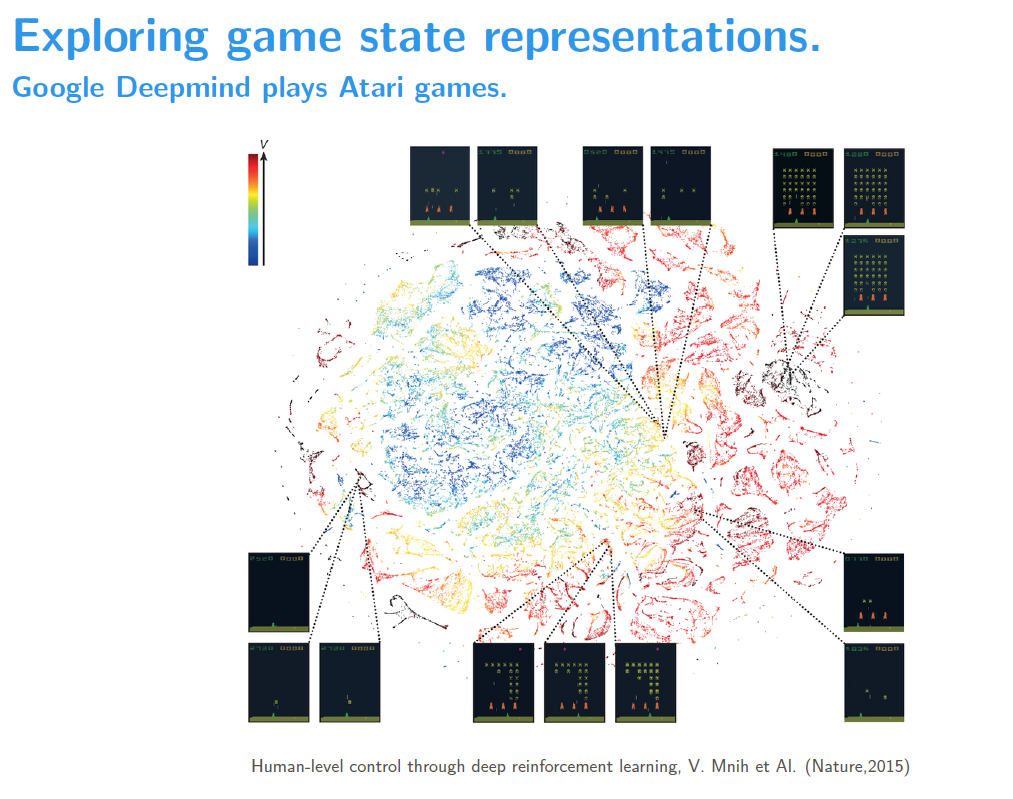 Exploring game state representations.
Google Deepmind plays Atari games.
V
Human-level control through deep reinforcement learning, V. Mnih et Al. (Nature,2015)